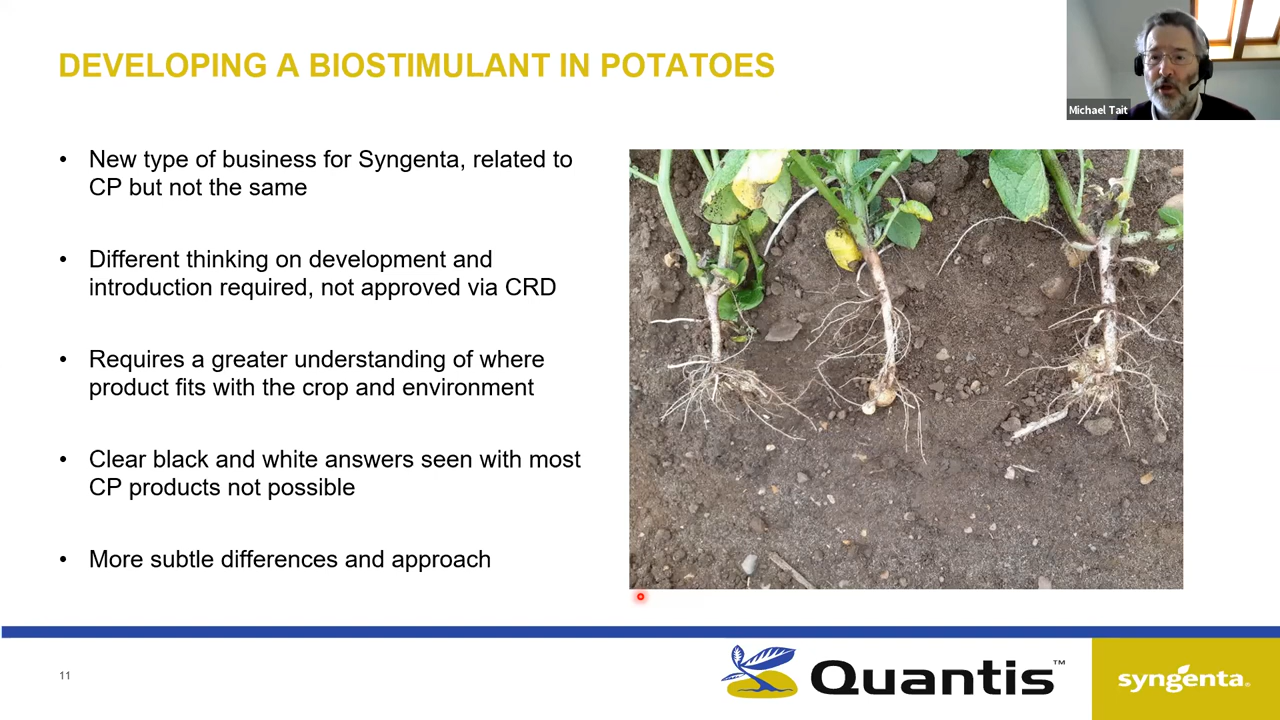 DEVELOPING A BIOSTIMULANT IN POTATOES
Michael Tait
• New type of business for Syngenta, related to
CP but not the same
• Different thinking on development and
introduction required, not approved via CRD
• Requires a greater understanding of where
product fits with the crop and environment
• Clear black and white answers seen with most
CP products not possible
• More subtle differences and approach
11
Quantis™
syngenta®